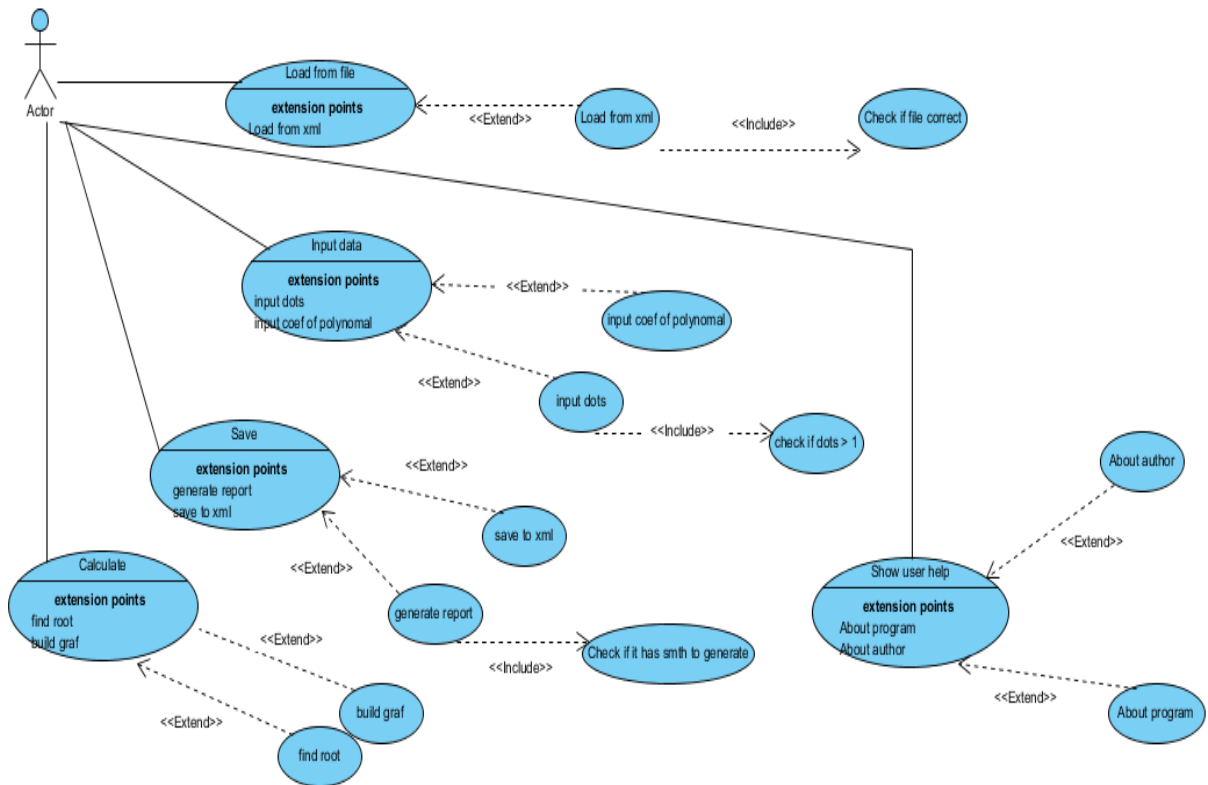 Actor
Load from file
extension points
Load from xml
<<Extend>>
Load from xml
<<Include>>
Check if file correct
Input data
extension points
input dots
input coef of polynomal
<<Extend>>
input coef of polynomal
<<Extend>>
input dots
<<Include>>
check if dots > 1
Save
extension points
generate report
save to xml
<<Extend>>
save to xml
<<Extend>>
generate report
<<Include>>
Check if it has smth to generate
Calculate
extension points
find root
build graf
<<Extend>>
build graf
<<Extend>>
find root
About author
<<Extend>>
Show user help
extension points
About program
About author
<<Extend>>
About program